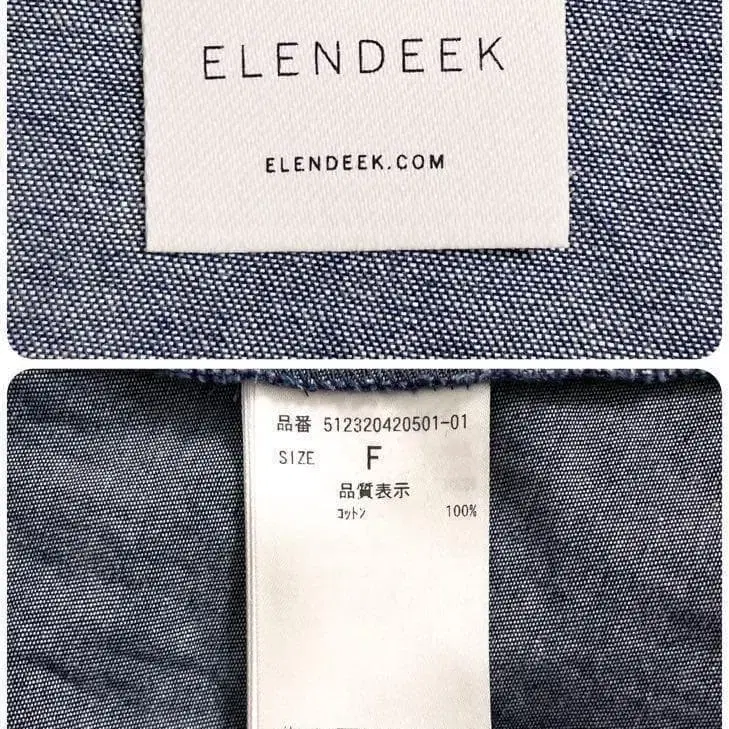 ELENDEEK
ELENDEEK.COM
品番 512320420501-01
SIZE F
品質表示
コットン 100%